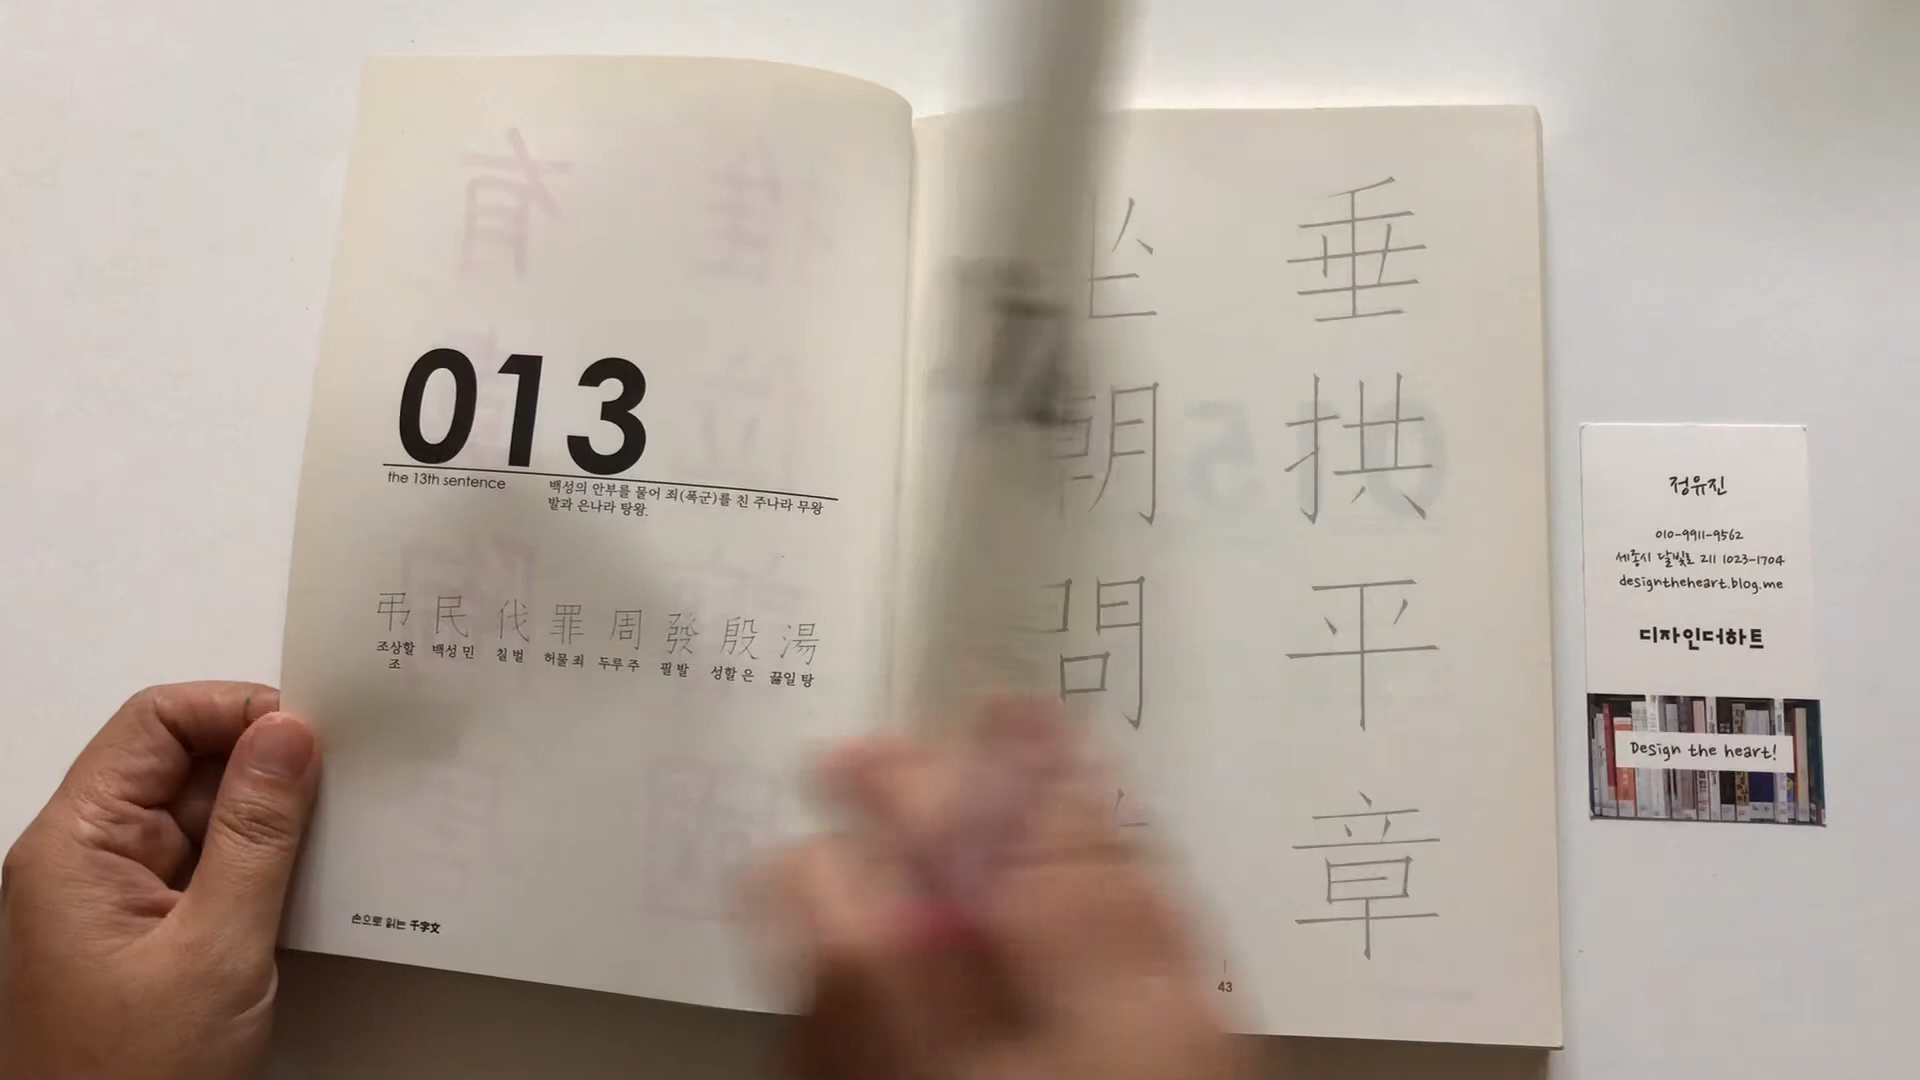 013
the 13th sentence
백성의 안부를 물어 죄(폭군)를 친 주나라 무왕
발과 은나라 탕왕.
弔 民 伐 罪 周 發 殷 湯
조상할 조 백성 민 칠 벌 허물 죄 두루 주 필 발 성할 은 끓일 탕
손으로 읽는 千字文
垂
拱
平
章
朝
問
43
정유진
010-9911-9562
세종시 달빛로 211 1023-1704
designtheheart.blog.me
디자인더하트
Design the heart!